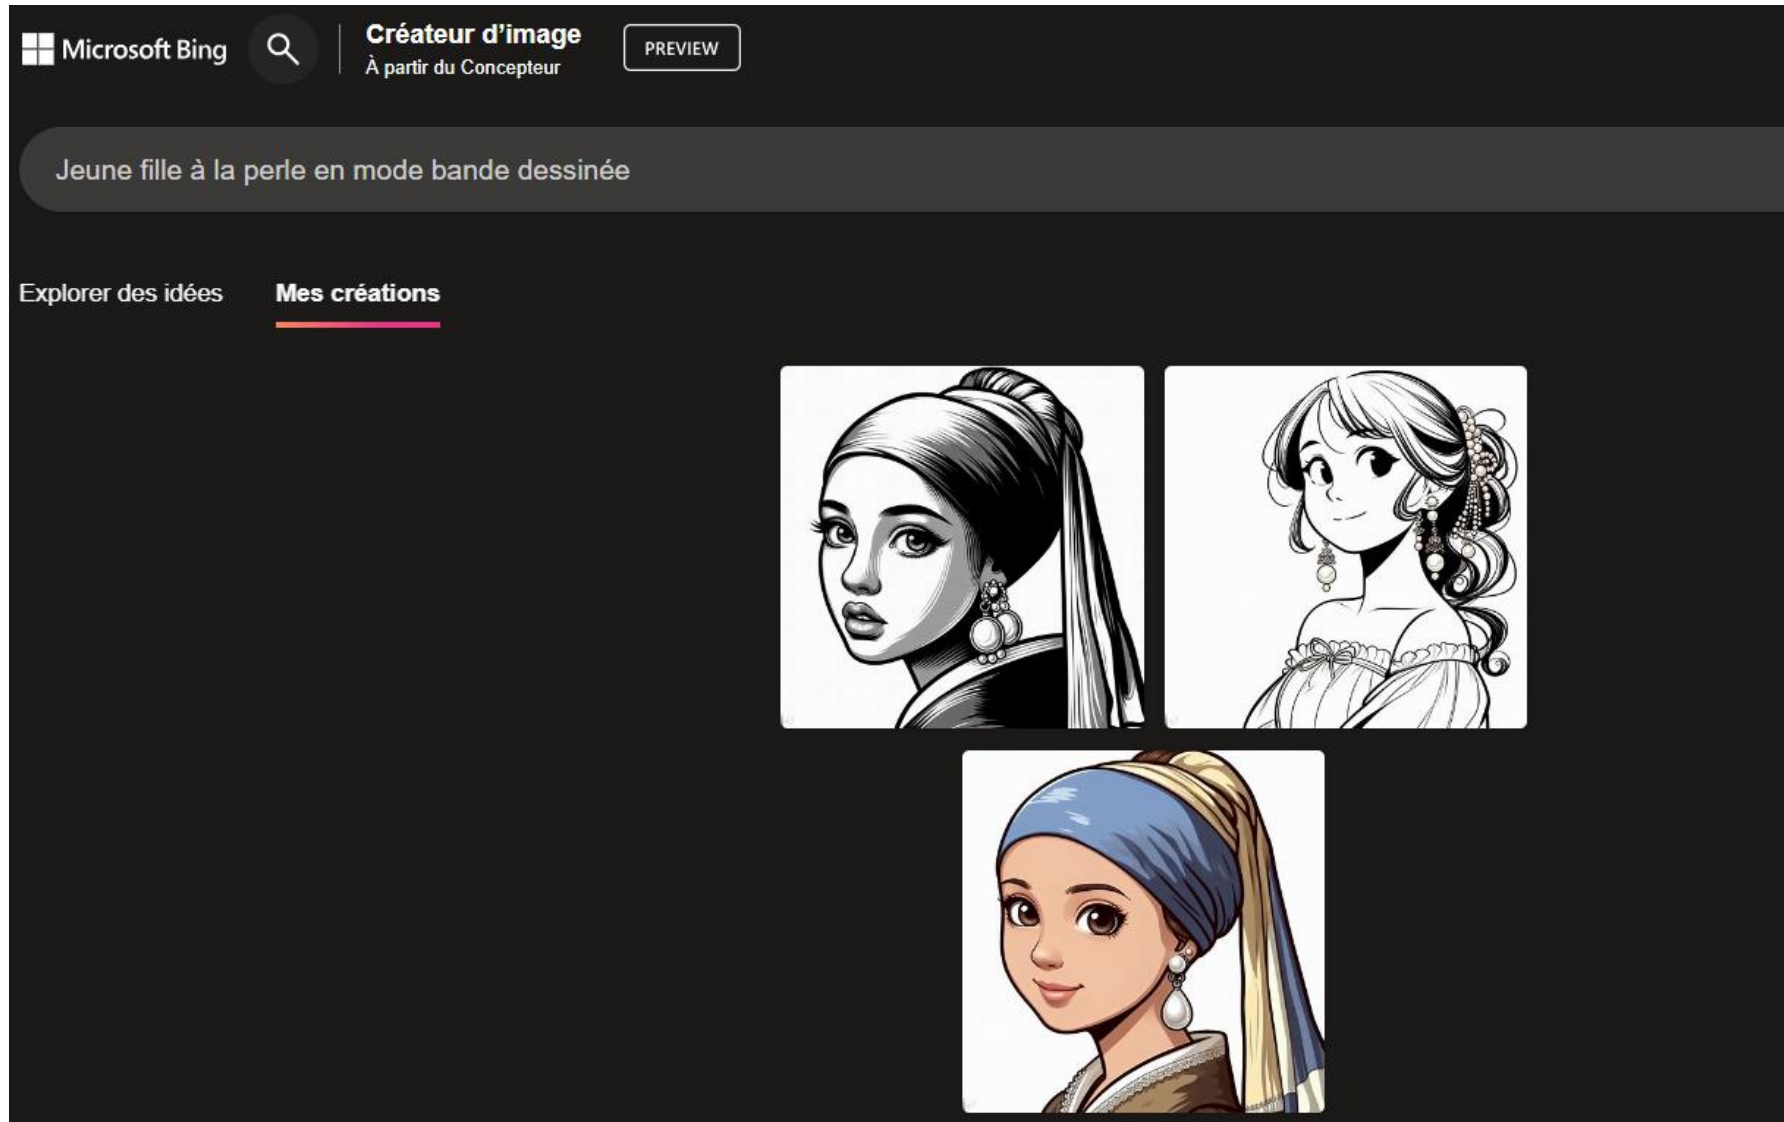 Microsoft Bing
Créateur d'image
À partir du Concepteur
PREVIEW
Jeune fille à la perle en mode bande dessinée
Explorer des idées
Mes créations